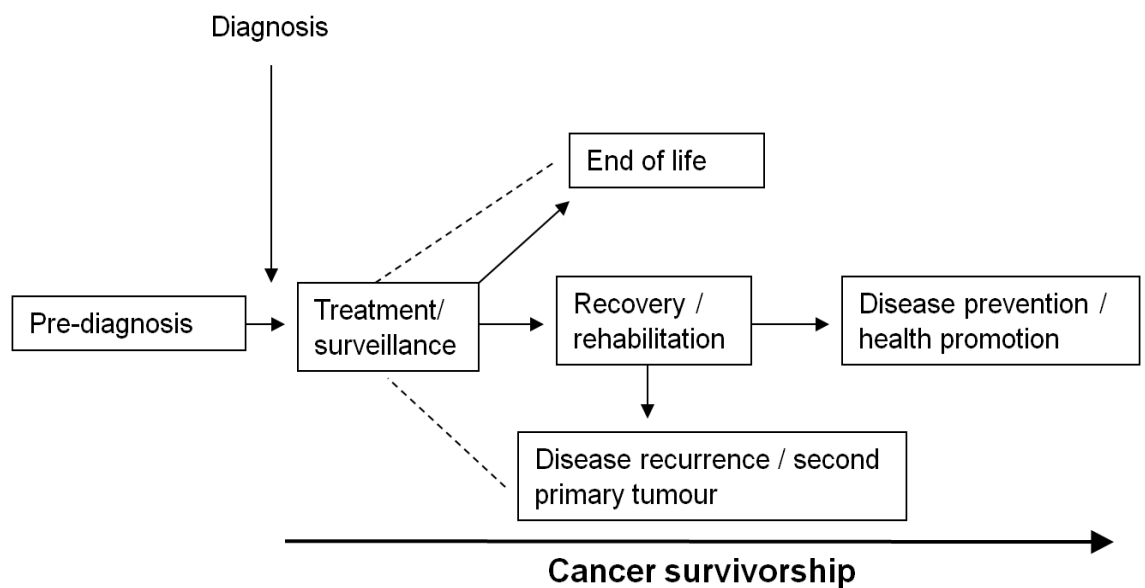 Diagnosis
End of life
Pre-diagnosis
Treatment/
surveillance
Recovery /
rehabilitation
Disease prevention /
health promotion
Disease recurrence / second
primary tumour
Cancer survivorship